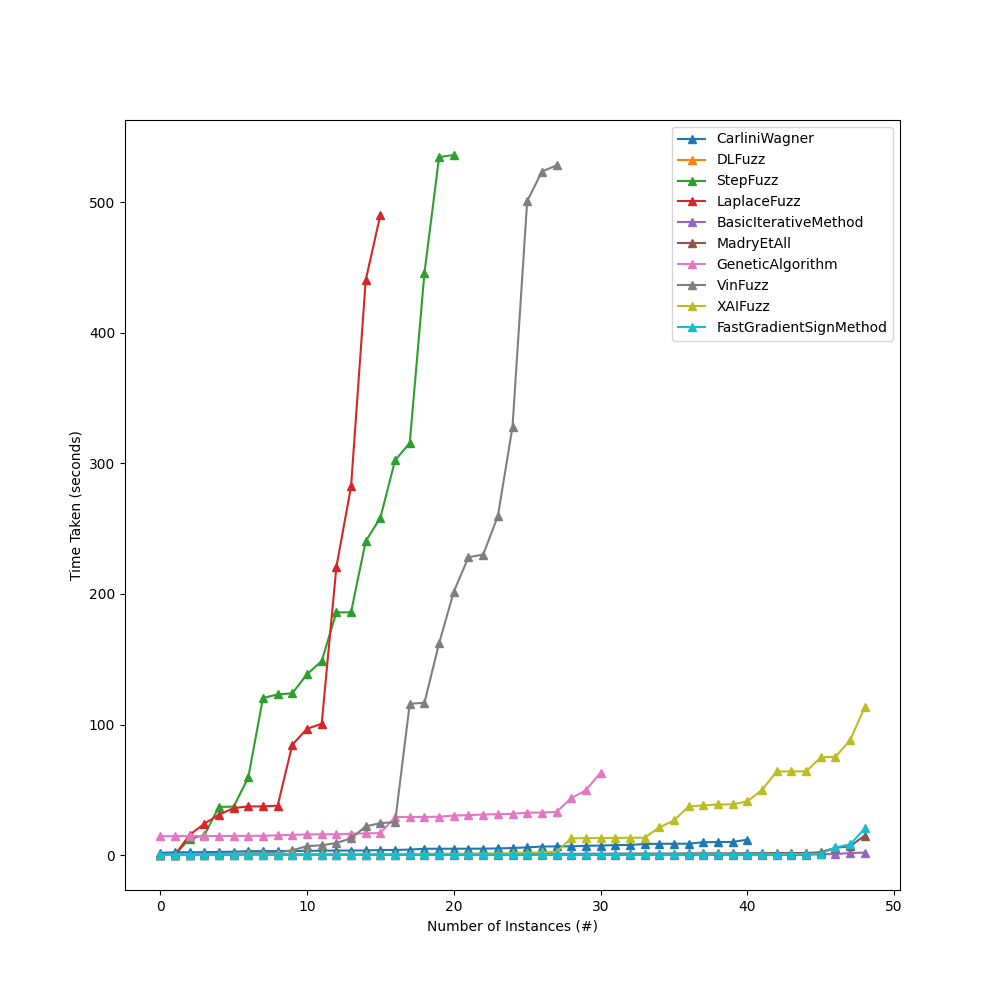 CarliniWagner
DLFuzz
StepFuzz
LaplaceFuzz
BasicIterativeMethod
MadryEtAll
GeneticAlgorithm
VinFuzz
XAIFuzz
FastGradientSignMethod
500
400
300
200
100
0
Time Taken (seconds)
0 10 20 30 40 50
Number of Instances (#)